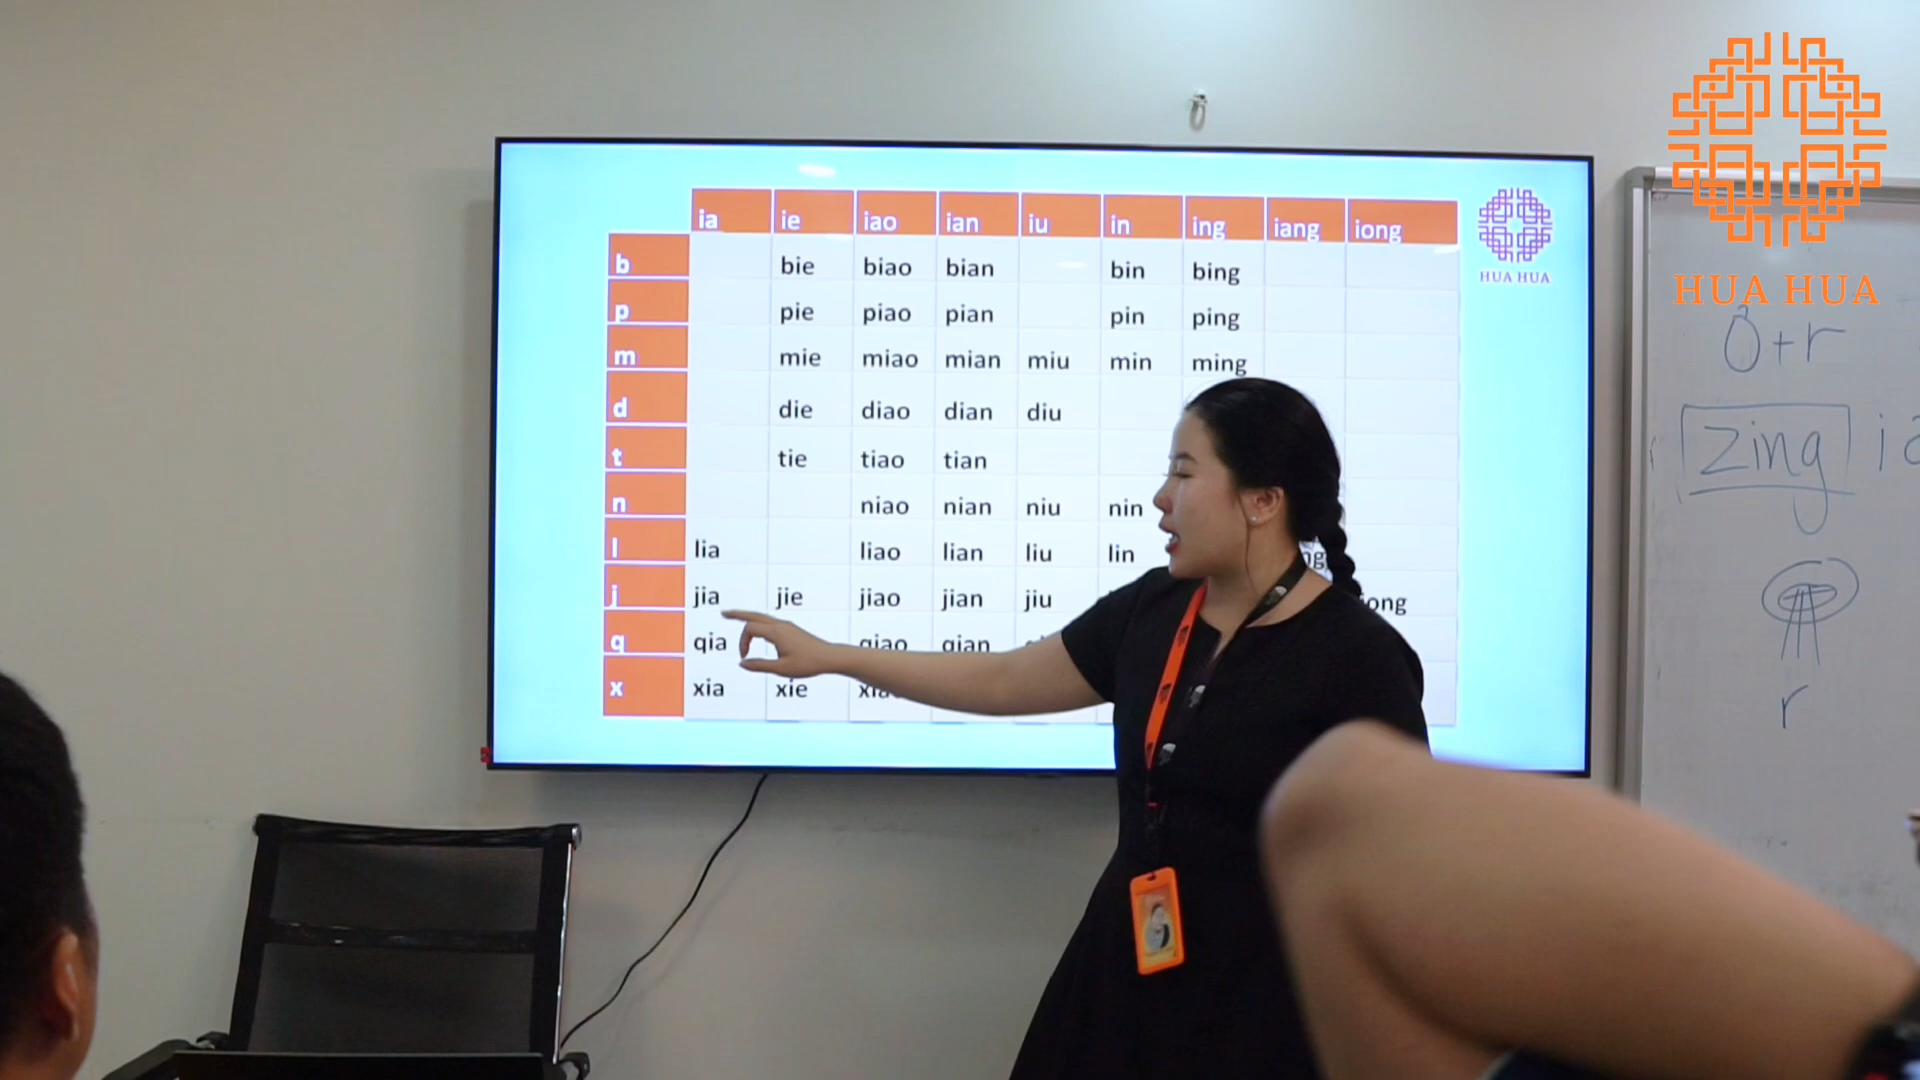 ia ie iao ian iu in ing iang iong
b bie biao bian bin bing
p pie piao pian pin ping
m mie miao mian miu min ming
d die diao dian diu
t tie tiao tian
n niao nian niu nin
l lia liao lian liu lin
j jia jie jiao jian jiu
q qia qiao qian
x xia xie
HUA HUA
HUA HUA
zing
r